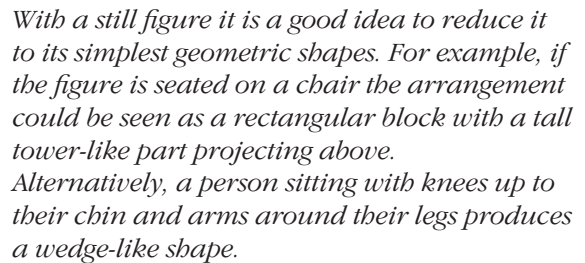 With a still figure it is a good idea to reduce it
to its simplest geometric shapes. For example, if
the figure is seated on a chair the arrangement
could be seen as a rectangular block with a tall
tower-like part projecting above.
Alternatively, a person sitting with knees up to
their chin and arms around their legs produces
a wedge-like shape.